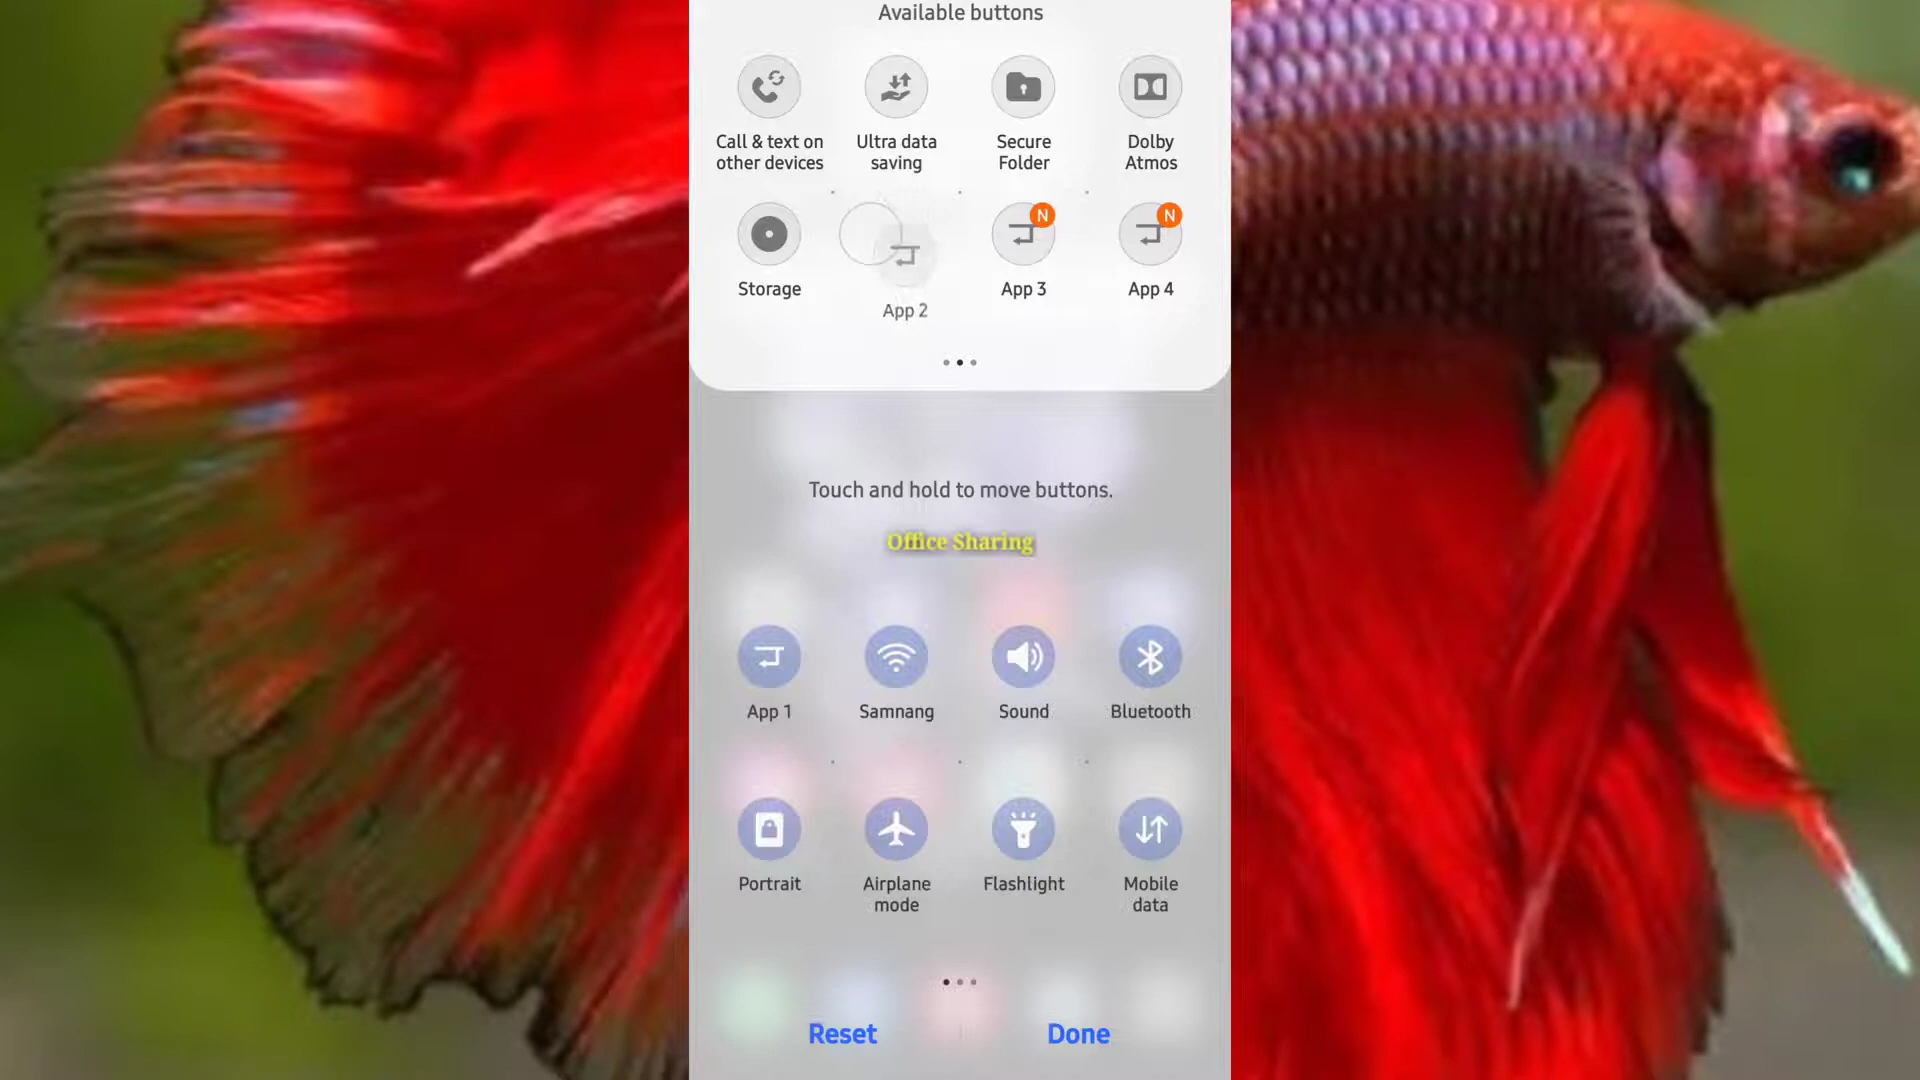 Available buttons
Call & text on
other devices
Ultra data
saving
Secure
Folder
Dolby
Atmos
N
N
Storage
App 2
App 3
App 4
Touch and hold to move buttons.
Office Sharing
App 1
Samnang
Sound
Bluetooth
Portrait
Airplane
mode
Flashlight
Mobile
data
Reset
Done